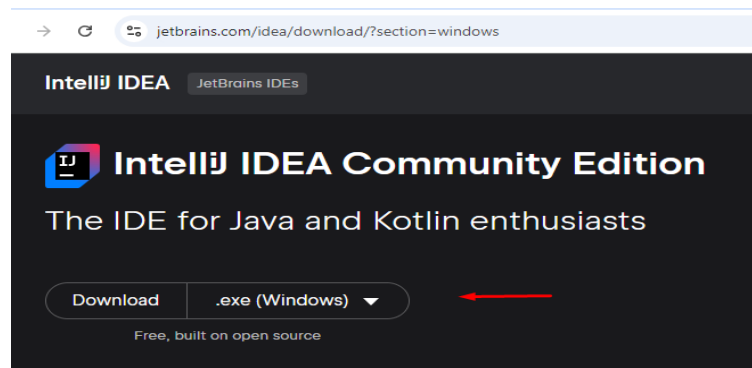 jetbrains.com/idea/download/?section=windows
IntelliJ IDEA JetBrains IDEs
IJ IntelliJ IDEA Community Edition
The IDE for Java and Kotlin enthusiasts
Download .exe (Windows)
Free, built on open source